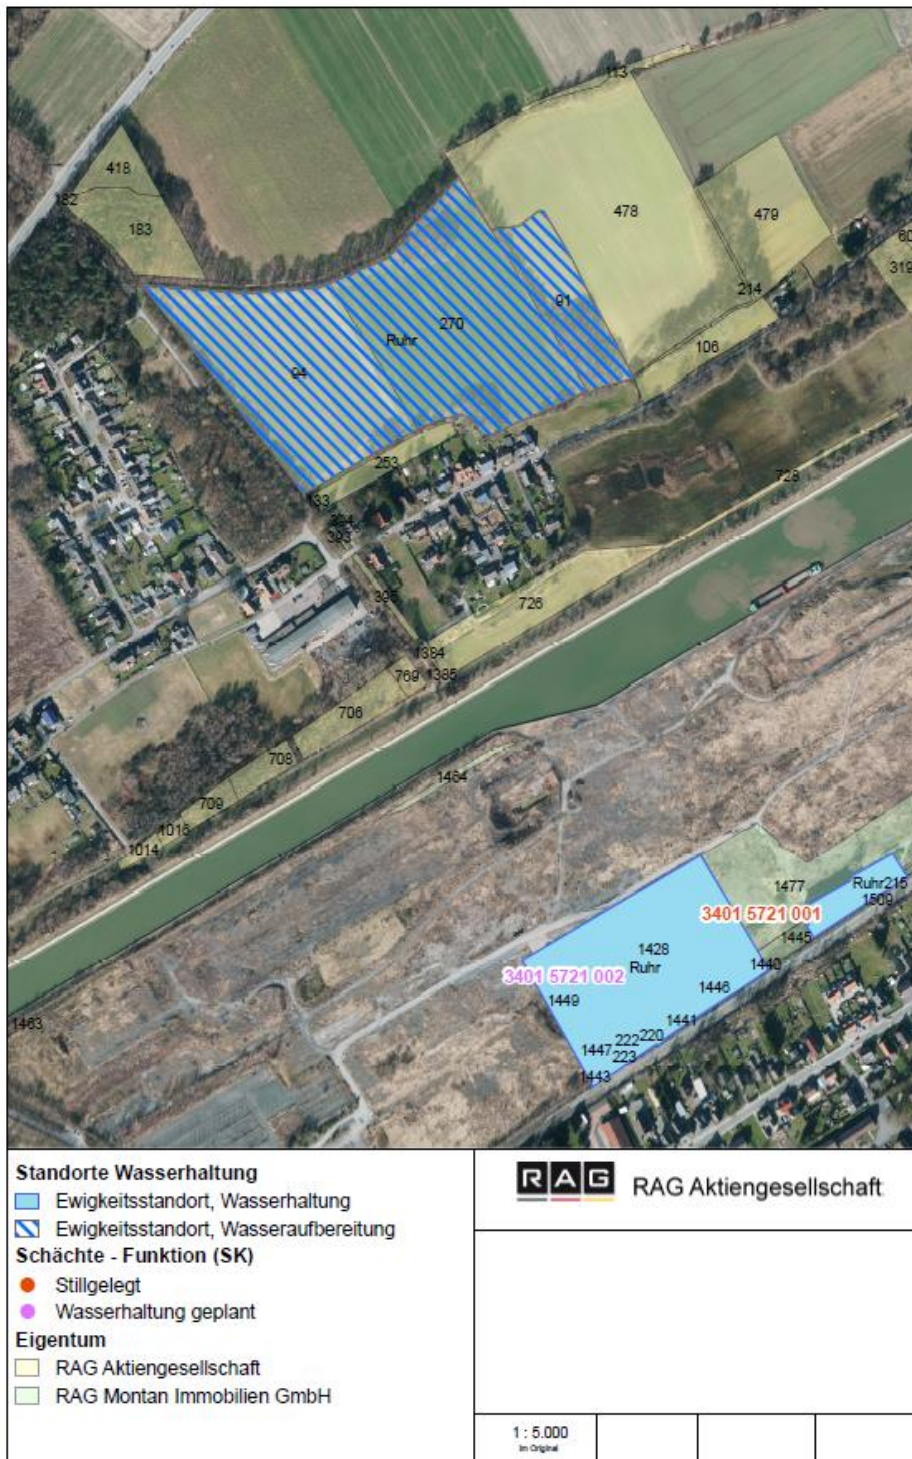 113
418
182
183
478
479
60
319
214
91
270
Ruhr
106
94
253
728
133
394
393
395
726
1384
769
1385
706
708
1464
709
1016
1014
1477
Ruhr215
1509
3401 5721 001
1445
1428
Ruhr
1440
3401 5721 002
1446
1449
1463
1441
220
222
1447
223
1443
Standorte Wasserhaltung
Ewigkeitsstandort, Wasserhaltung
Ewigkeitsstandort, Wasseraufbereitung
Schächte - Funktion (SK)
Stillgelegt
Wasserhaltung geplant
Eigentum
RAG Aktiengesellschaft
RAG Montan Immobilien GmbH
RAG RAG Aktiengesellschaft
1 : 5.000
Im Original